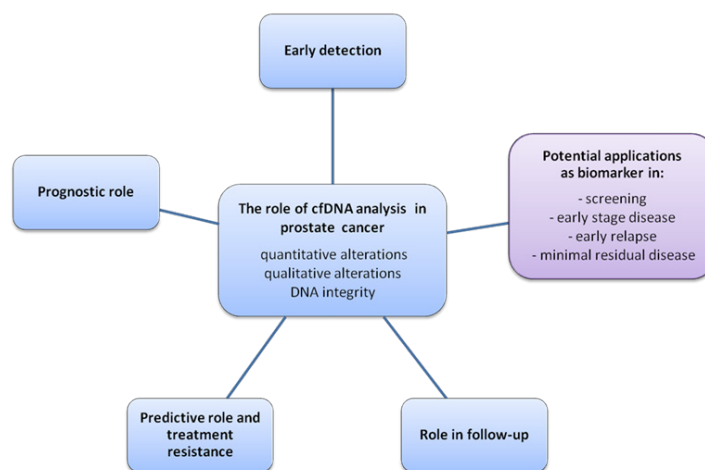 Early detection
Potential applications
as biomarker in:
- screening
- early stage disease
- early relapse
- minimal residual disease
Prognostic role
The role of cfDNA analysis in
prostate cancer
quantitative alterations
qualitative alterations
DNA integrity
Predictive role and
treatment
resistance
Role in follow-up